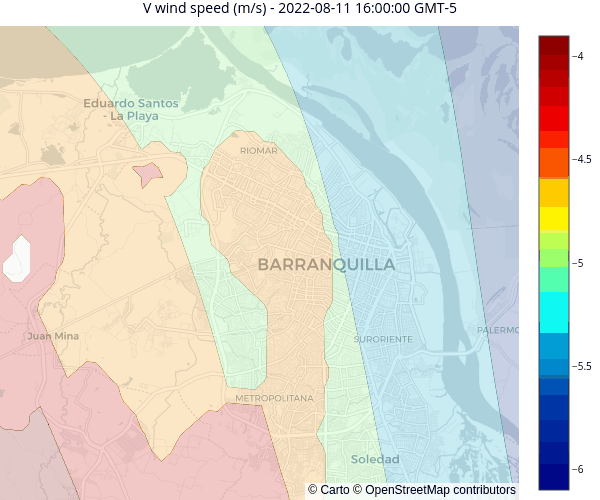 V wind speed (m/s) - 2022-08-11 16:00:00 GMT-5
−4
Eduardo Santos
- La Playa
RIOMAR
−4.5
BARRANQUILLA
−5
Juan Mina
SURORIENTE
PALERMO
−5.5
METROPOLITANA
Soledad
−6
© Carto © OpenStreetMap contributors